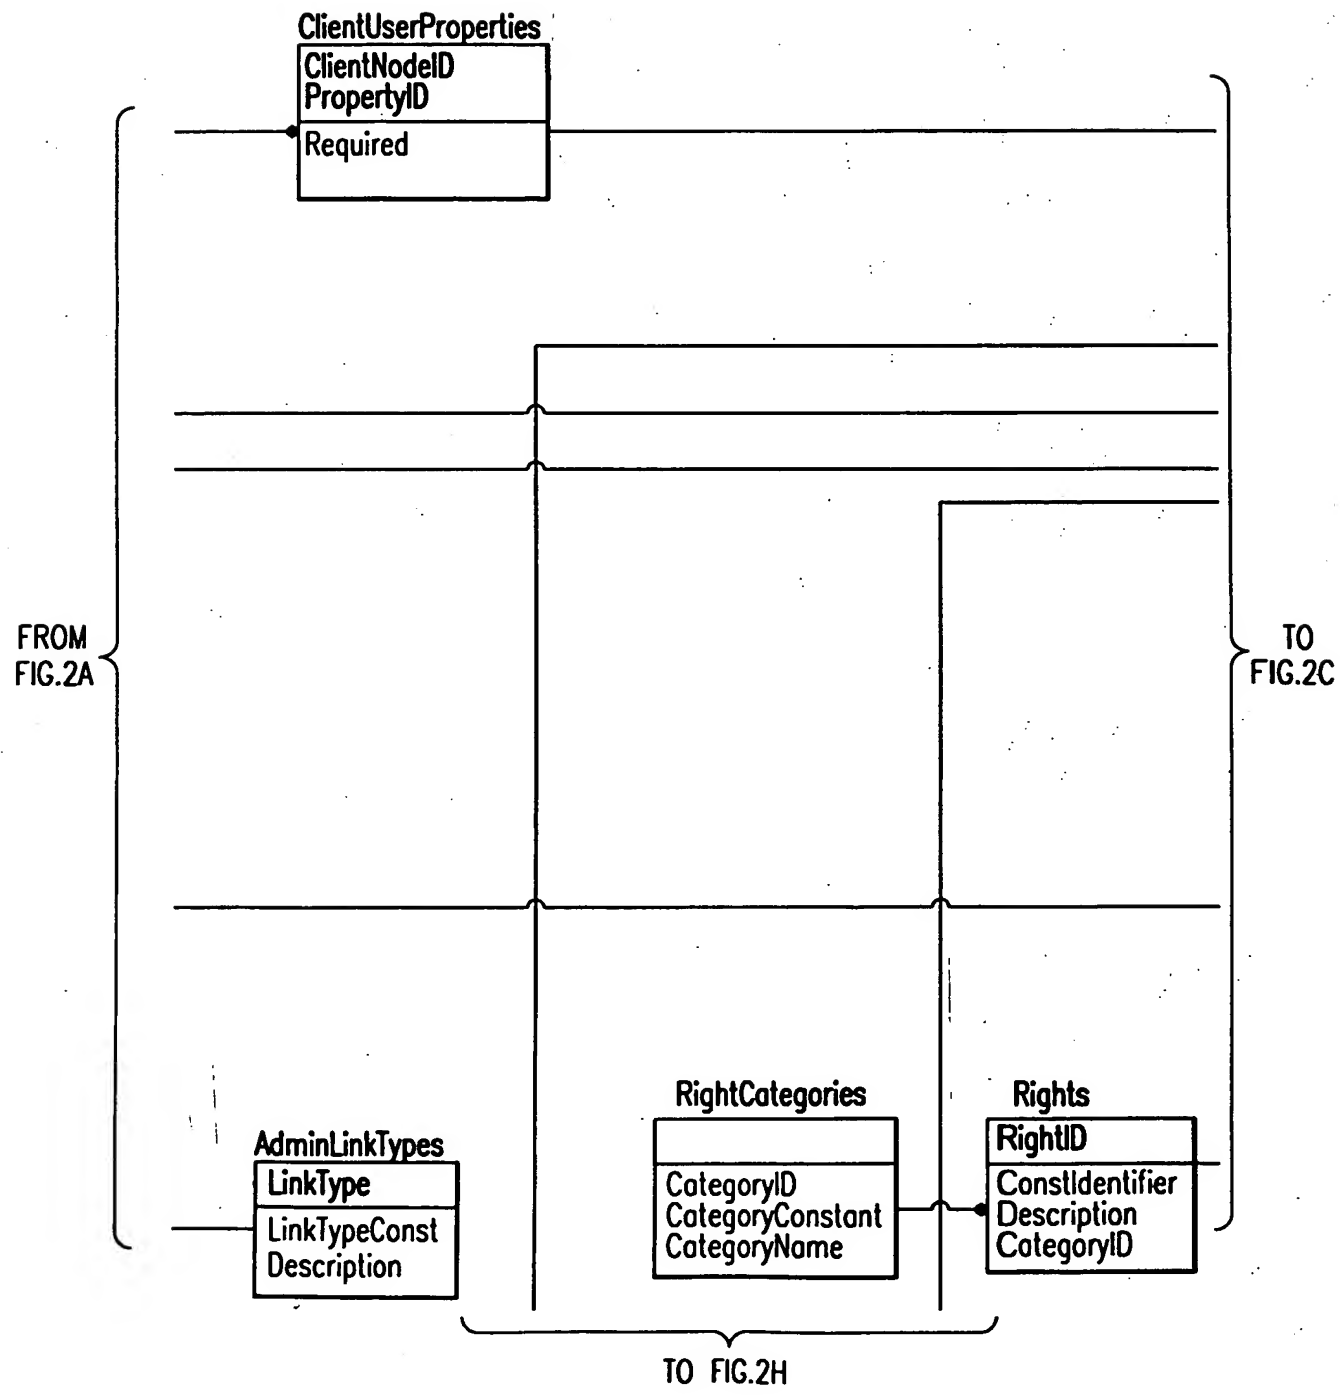 ClientUserProperties
ClientNodeID
PropertyID
Required
FROM
FIG.2A
TO
FIG.2C
AdminLinkTypes
LinkType
LinkTypeConst
Description
RightCategories
CategoryID
CategoryConstant
CategoryName
Rights
RightID
ConstIdentifier
Description
CategoryID
TO FIG.2H